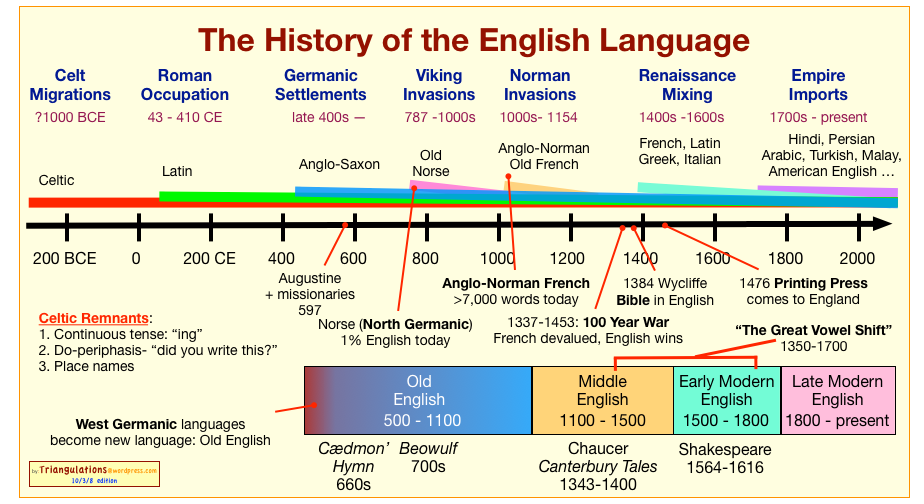 The History of the English Language
Celt
Migrations
?1000 BCE
Roman
Occupation
43 - 410 CE
Germanic
Settlements
late 400s —
Viking
Invasions
787 -1000s
Norman
Invasions
1000s- 1154
Renaissance
Mixing
1400s -1600s
Empire
Imports
1700s - present
Celtic
Latin
Anglo-Saxon
Old
Norse
Anglo-Norman
Old French
French, Latin
Greek, Italian
Hindi, Persian
Arabic, Turkish, Malay,
American English ...
200 BCE
0
200 CE
400
600
800
1000
1200
1400
1600
1800
2000
Augustine
+ missionaries
597
Norse (North Germanic)
1% English today
Anglo-Norman French
>7,000 words today
1337-1453: 100 Year War
French devalued, English wins
1384 Wycliffe
Bible in English
1476 Printing Press
comes to England
“The Great Vowel Shift”
1350-1700
Celtic Remnants:
1. Continuous tense: “ing”
2. Do-periphasis- “did you write this?”
3. Place names
Old
English
500 - 1100
Middle
English
1100 - 1500
Early Modern
English
1500 - 1800
Late Modern
English
1800 - present
West Germanic languages
become new language: Old English
Cædmon’
Hymn
660s
Beowulf
700s
Chaucer
Canterbury Tales
1343-1400
Shakespeare
1564-1616
by Triangulations@wordpress.com
10/3/8 edition